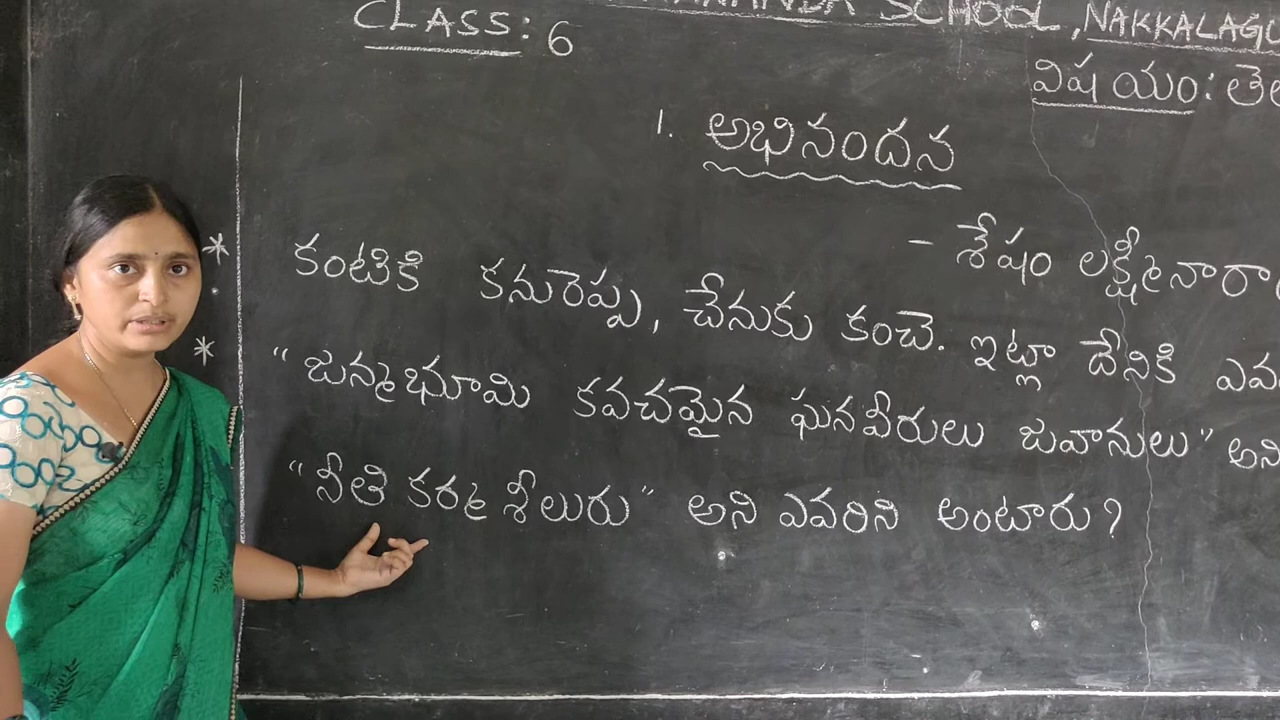 CLASS: 6
SCHOOL, NAKKALAGU
విషయం: తె
1. అభినందన
- శేషం లక్ష్మీనారా
* కంటికి కనురెప్ప, చేనుకు కంచె. ఇట్లా దేనికి ఎవ
* "జన్మభూమి కవచమైన ఘనవీరులు జవానులు" అని
"నీతి కర్మ శీలురు" అని ఎవరిని అంటారు?